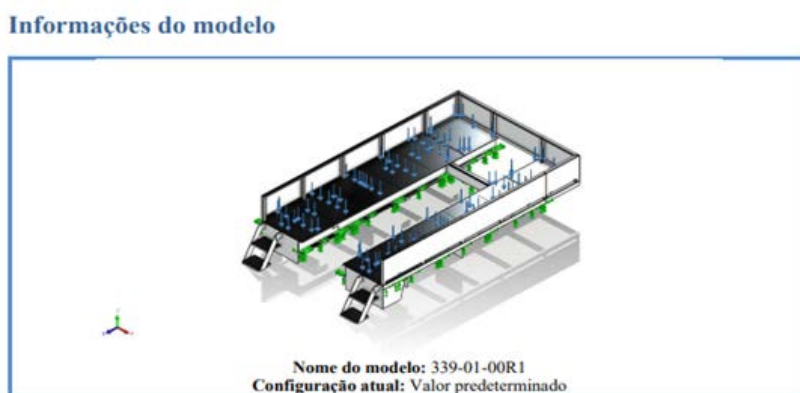 Informações do modelo
Nome do modelo: 339-01-00R1
Configuração atual: Valor predeterminado